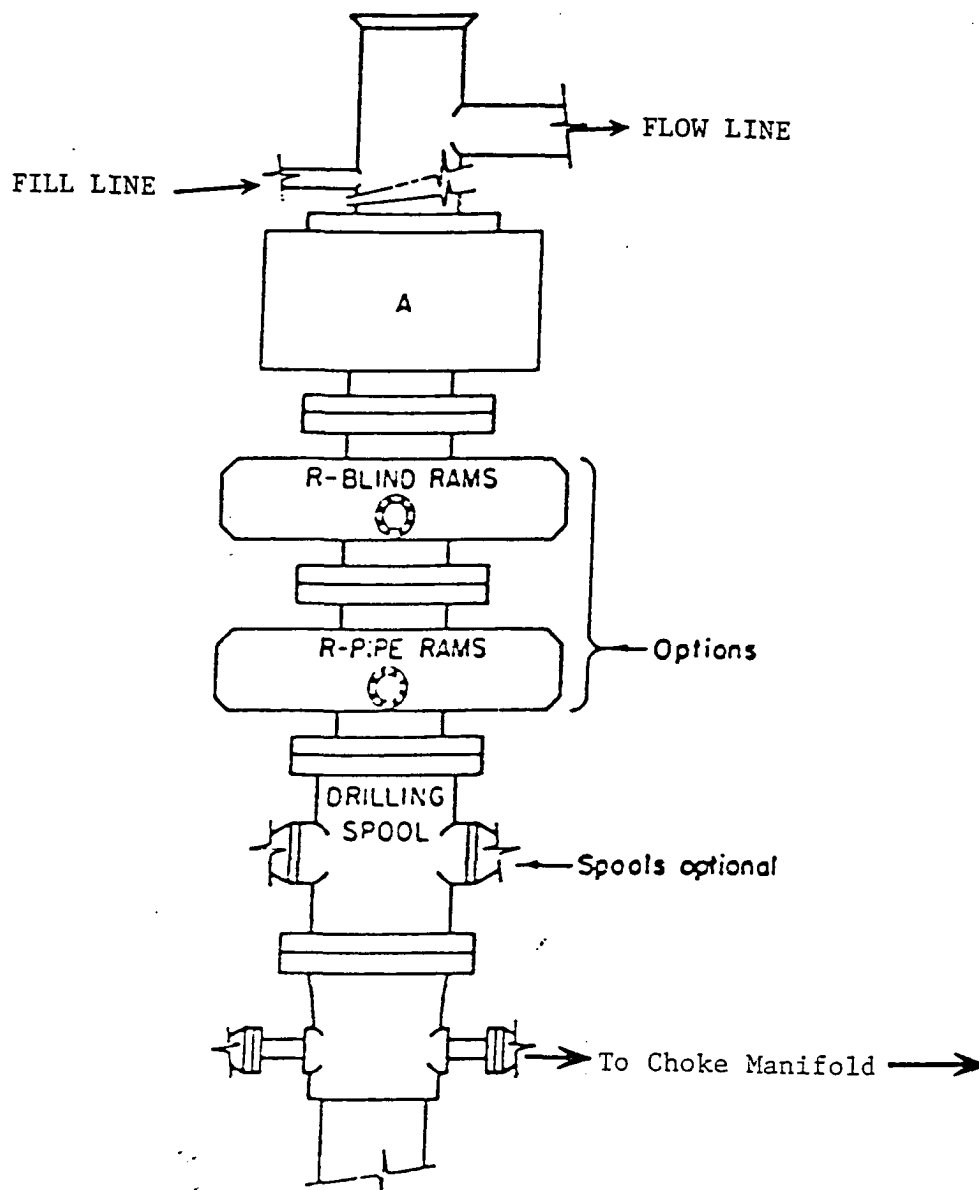 FLOW LINE
FILL LINE
A
R-BLIND RAMS
R-PIPE RAMS
Options
DRILLING
SPOOL
Spools optional
To Choke Manifold